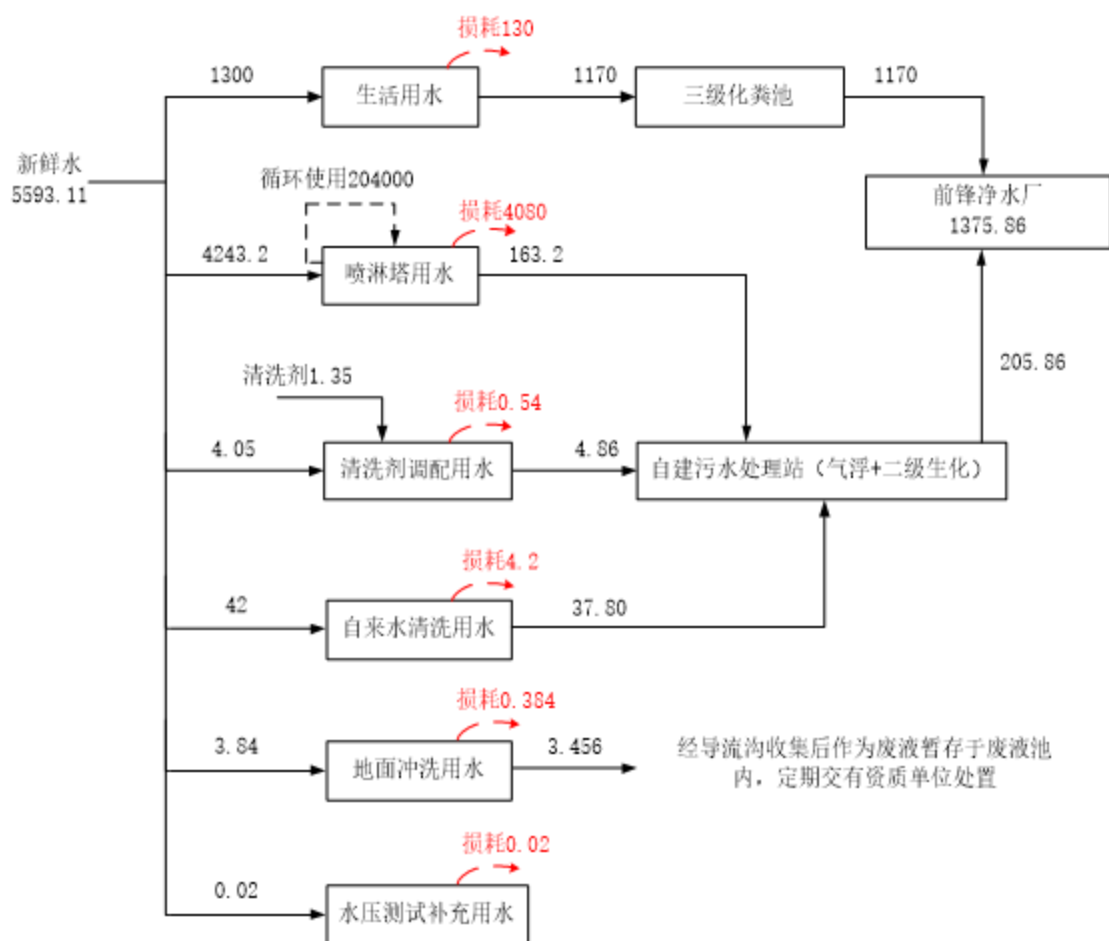 损耗130
1300
生活用水
1170
三级化粪池
1170
新鲜水
5593.11
循环使用204000
损耗4080
前锋净水厂
1375.86
4243.2
喷淋塔用水
163.2
205.86
清洗剂1.35
损耗0.54
4.05
清洗剂调配用水
4.86
自建污水处理站（气浮+二级生化）
损耗4.2
42
自来水清洗用水
37.80
损耗0.384
3.84
地面冲洗用水
3.456
经导流沟收集后作为废液暂存于废液池
内，定期交有资质单位处置
损耗0.02
0.02
水压测试补充用水